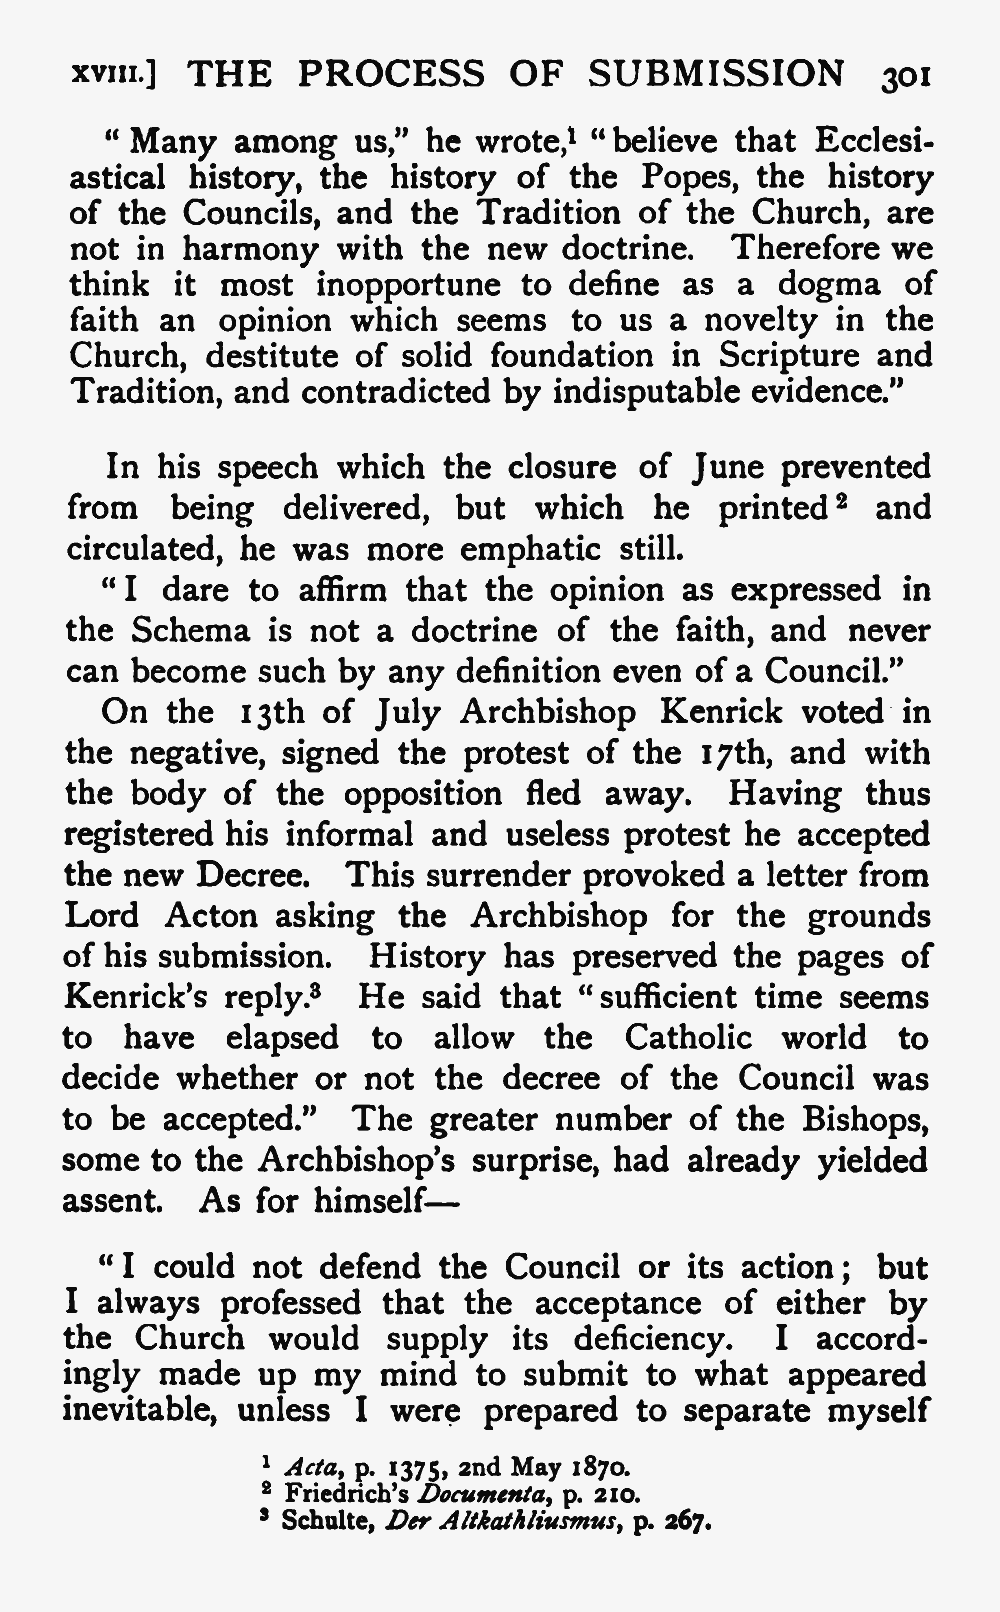 XVIII.] THE PROCESS OF SUBMISSION 301
“ Many among us,” he wrote,¹ “ believe that Ecclesi-
astical history, the history of the Popes, the history
of the Councils, and the Tradition of the Church, are
not in harmony with the new doctrine. Therefore we
think it most inopportune to define as a dogma of
faith an opinion which seems to us a novelty in the
Church, destitute of solid foundation in Scripture and
Tradition, and contradicted by indisputable evidence.”
In his speech which the closure of June prevented
from being delivered, but which he printed ² and
circulated, he was more emphatic still.
“ I dare to affirm that the opinion as expressed in
the Schema is not a doctrine of the faith, and never
can become such by any definition even of a Council.”
On the 13th of July Archbishop Kenrick voted in
the negative, signed the protest of the 17th, and with
the body of the opposition fled away. Having thus
registered his informal and useless protest he accepted
the new Decree. This surrender provoked a letter from
Lord Acton asking the Archbishop for the grounds
of his submission. History has preserved the pages of
Kenrick’s reply.³ He said that “ sufficient time seems
to have elapsed to allow the Catholic world to
decide whether or not the decree of the Council was
to be accepted.” The greater number of the Bishops,
some to the Archbishop’s surprise, had already yielded
assent. As for himself—
“ I could not defend the Council or its action ; but
I always professed that the acceptance of either by
the Church would supply its deficiency. I accord-
ingly made up my mind to submit to what appeared
inevitable, unless I were prepared to separate myself
¹ Acta, p. 1375, 2nd May 1870.
² Friedrich’s Documenta, p. 210.
³ Schulte, Der Altkathliusmus, p. 267.